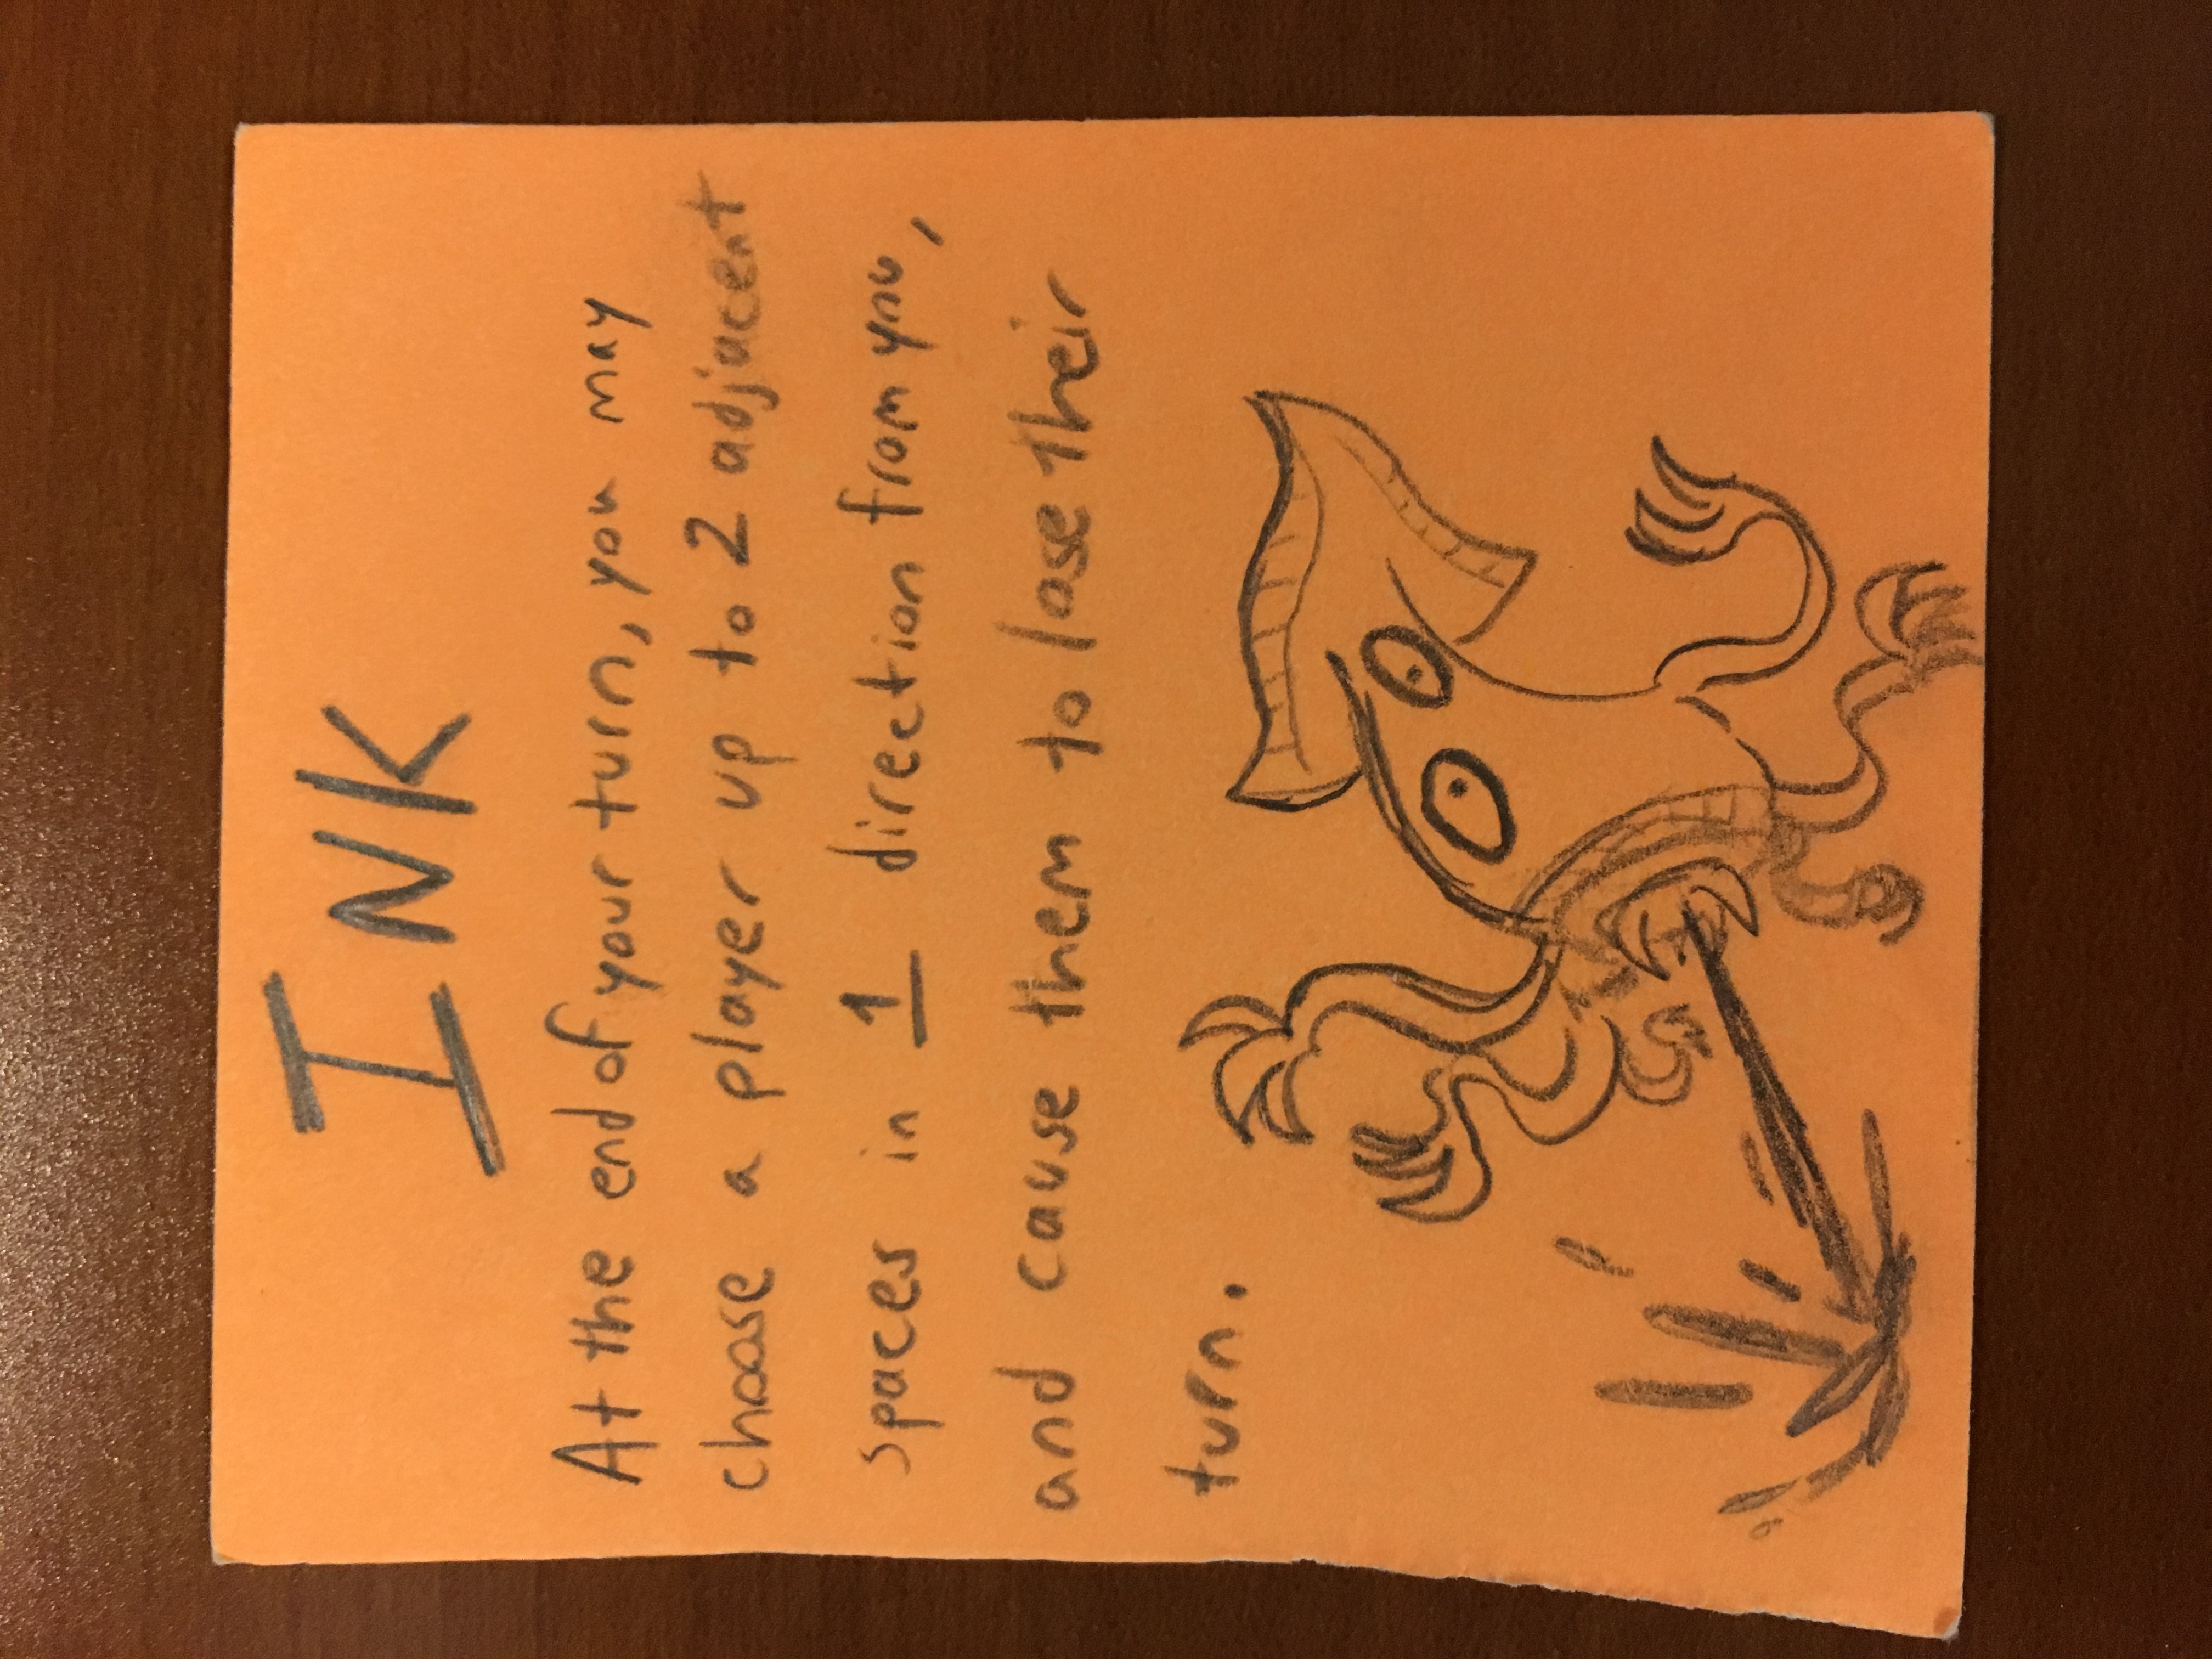 INK
At the end of your turn, you may
choose a player up to 2 adjacent
spaces in 1 direction from you,
and cause them to lose their
turn.